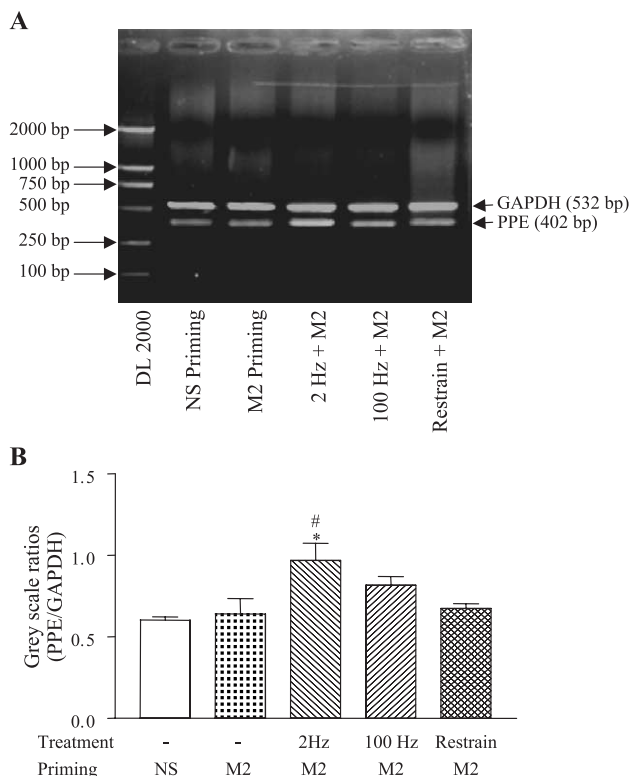 A
2000 bp
1000 bp
750 bp
500 bp
250 bp
100 bp
GAPDH (532 bp)
PPE (402 bp)
DL 2000
NS Priming
M2 Priming
2 Hz + M2
100 Hz + M2
Restrain + M2
B
Grey scale ratios
(PPE/GAPDH)
1.5
1.0
0.5
0.0
#
*
Treatment - - 2Hz 100 Hz Restrain
Priming NS M2 M2 M2 M2